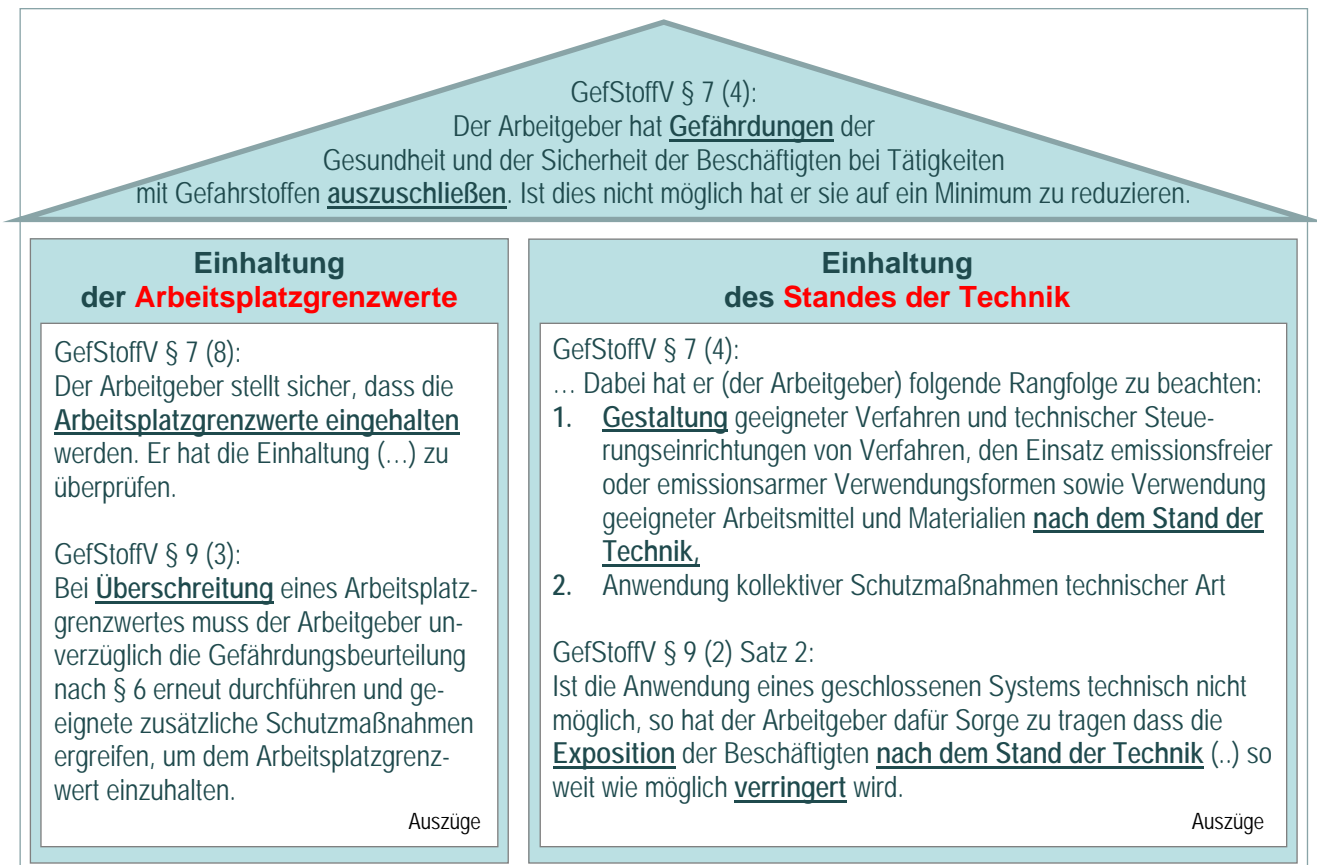 GefStoffV § 7 (4):
Der Arbeitgeber hat Gefährdungen der
Gesundheit und der Sicherheit der Beschäftigten bei Tätigkeiten
mit Gefahrstoffen auszuschließen. Ist dies nicht möglich hat er sie auf ein Minimum zu reduzieren.
Einhaltung
der Arbeitsplatzgrenzwerte
GefStoffV § 7 (8):
Der Arbeitgeber stellt sicher, dass die
Arbeitsplatzgrenzwerte eingehalten
werden. Er hat die Einhaltung (…) zu
überprüfen.
GefStoffV § 9 (3):
Bei Überschreitung eines Arbeitsplatz-
grenzwertes muss der Arbeitgeber un-
verzüglich die Gefährdungsbeurteilung
nach § 6 erneut durchführen und ge-
eignete zusätzliche Schutzmaßnahmen
ergreifen, um dem Arbeitsplatzgrenz-
wert einzuhalten.
Auszüge
Einhaltung
des Standes der Technik
GefStoffV § 7 (4):
… Dabei hat er (der Arbeitgeber) folgende Rangfolge zu beachten:
1. Gestaltung geeigneter Verfahren und technischer Steue-
rungseinrichtungen von Verfahren, den Einsatz emissionsfreier
oder emissionsarmer Verwendungsformen sowie Verwendung
geeigneter Arbeitsmittel und Materialien nach dem Stand der
Technik,
2. Anwendung kollektiver Schutzmaßnahmen technischer Art
GefStoffV § 9 (2) Satz 2:
Ist die Anwendung eines geschlossenen Systems technisch nicht
möglich, so hat der Arbeitgeber dafür Sorge zu tragen dass die
Exposition der Beschäftigten nach dem Stand der Technik (..) so
weit wie möglich verringert wird.
Auszüge